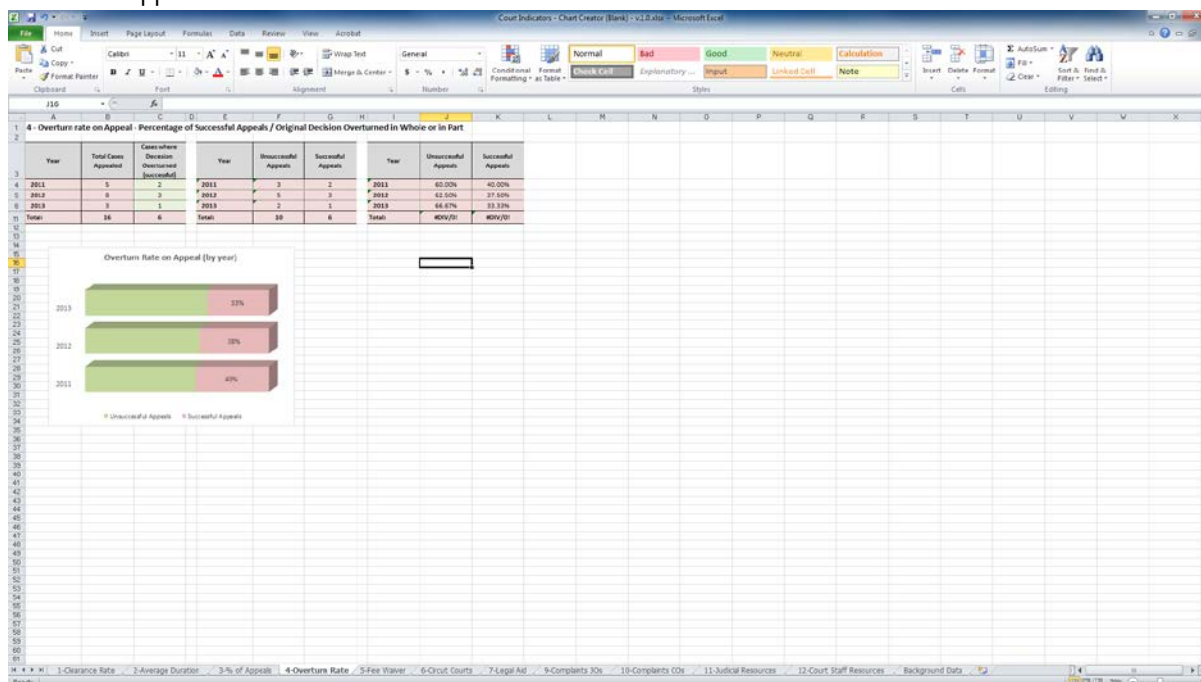 Court Indicators - Chart Creator (Blank) - v.1.0.xlsx - Microsoft Excel
File Home Insert Page Layout Formulas Data Review View Acrobat
Cut
Copy
Format Painter
Paste
Calibri 11
Wrap Text
Merge & Center
General
Conditional Formatting
Format as Table
Normal Bad Good Neutral Calculation
Check Cell Explanatory ... Input Linked Cell Note
Insert Delete Format
AutoSum
Fill
Clear
Sort & Filter
Find & Select
Clipboard Font Alignment Number Styles Cells Editing
J16 fx
A B C D E F G H I J K L M N O P Q R S T U V W X
4 - Overturn rate on Appeal - Percentage of Successful Appeals / Original Decision Overturned in Whole or in Part
Year Total Cases Appealed Cases where Decesion Overturned (successful) Year Unsuccessful Appeals Successful Appeals Year Unsuccessful Appeals Successful Appeals
2011 5 2 2011 3 2 2011 60.00% 40.00%
2012 8 3 2012 5 3 2012 62.50% 37.50%
2013 3 1 2013 2 1 2013 66.67% 33.33%
Total: 16 6 Total: 10 6 Total: #DIV/0! #DIV/0!
Overturn Rate on Appeal (by year)
2013 33%
2012 38%
2011 40%
Unsuccessful Appeals Successful Appeals
1-Clearance Rate 2-Average Duration 3-% of Appeals 4-Overturn Rate 5-Fee Waiver 6-Circut Courts 7-Legal Aid 9-Complaints JOs 10-Complaints COs 11-Judicial Resources 12-Court Staff Resources Background Data